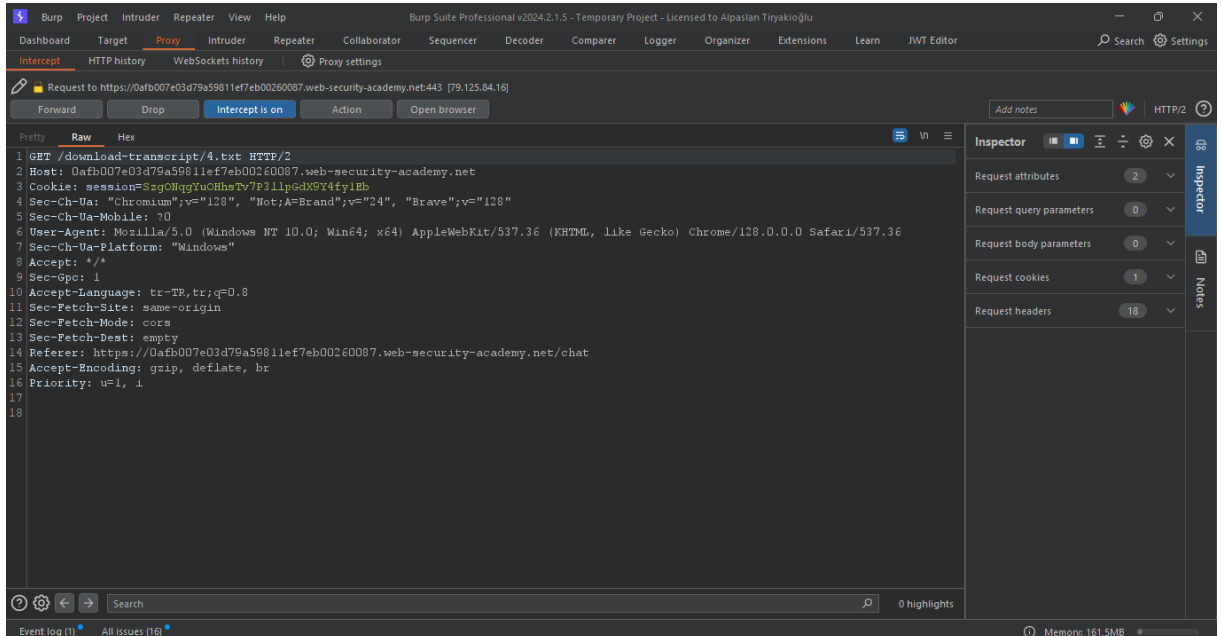 Burp Project Intruder Repeater View Help Burp Suite Professional v2024.2.1.5 - Temporary Project - Licensed to Alpaslan Tiryakioğlu
Dashboard Target Proxy Intruder Repeater Collaborator Sequencer Decoder Comparer Logger Organizer Extensions Learn JWT Editor Search Settings
Intercept HTTP history WebSockets history Proxy settings
Request to https://0afb007e03d79a59811ef7eb00260087.web-security-academy.net:443 [79.125.84.16]
Forward Drop Intercept is on Action Open browser Add notes HTTP/2
Pretty Raw Hex \n
Inspector
1 GET /download-transcript/4.txt HTTP/2
2 Host: 0afb007e03d79a59811ef7eb00260087.web-security-academy.net
3 Cookie: session=SzgONqgYuOHhsTv7P3llpGdX9Y4fy1Eb
4 Sec-Ch-Ua: "Chromium";v="128", "Not;A=Brand";v="24", "Brave";v="128"
5 Sec-Ch-Ua-Mobile: ?0
6 User-Agent: Mozilla/5.0 (Windows NT 10.0; Win64; x64) AppleWebKit/537.36 (KHTML, like Gecko) Chrome/128.0.0.0 Safari/537.36
7 Sec-Ch-Ua-Platform: "Windows"
8 Accept: */*
9 Sec-Gpc: 1
10 Accept-Language: tr-TR,tr;q=0.8
11 Sec-Fetch-Site: same-origin
12 Sec-Fetch-Mode: cors
13 Sec-Fetch-Dest: empty
14 Referer: https://0afb007e03d79a59811ef7eb00260087.web-security-academy.net/chat
15 Accept-Encoding: gzip, deflate, br
16 Priority: u=1, i
17
18
Request attributes 2
Request query parameters 0
Request body parameters 0
Request cookies 1
Request headers 18
Inspector
Notes
Search 0 highlights
Event log (1) All issues (16) Memory: 161.5MB